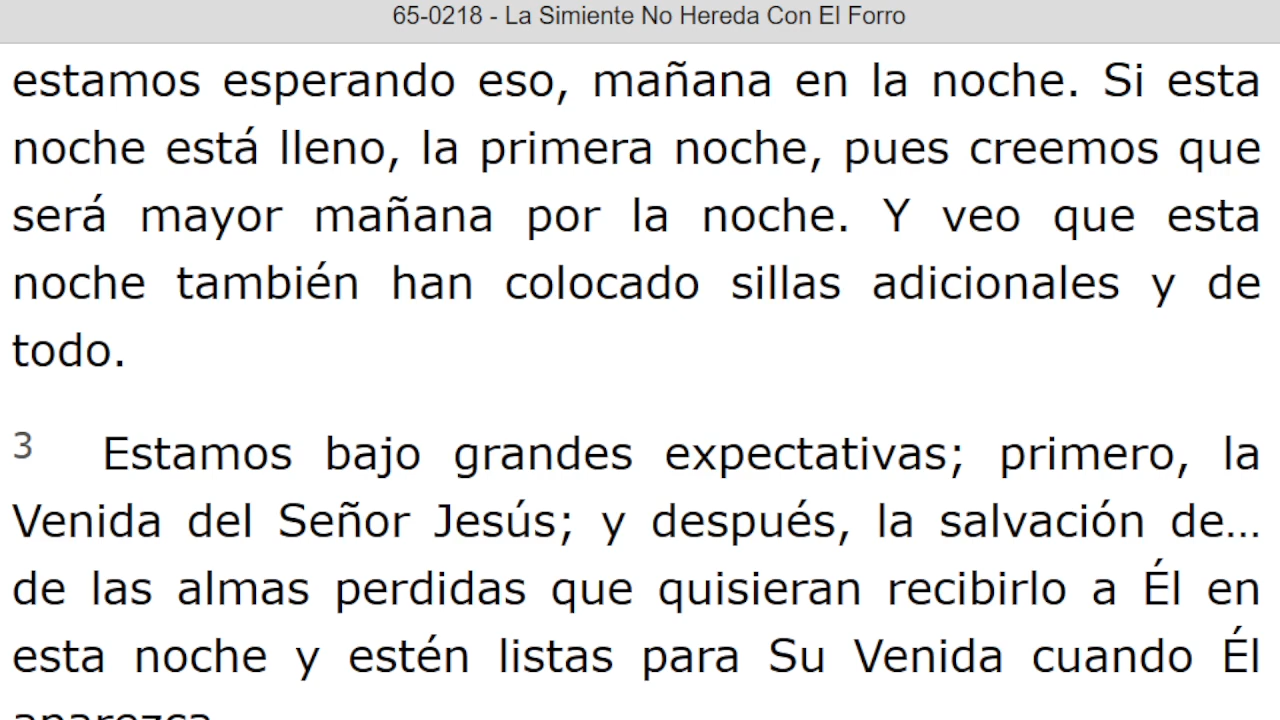 65-0218 - La Simiente No Hereda Con El Forro
estamos esperando eso, mañana en la noche. Si esta
noche está lleno, la primera noche, pues creemos que
será mayor mañana por la noche. Y veo que esta
noche también han colocado sillas adicionales y de
todo.
3 Estamos bajo grandes expectativas; primero, la
Venida del Señor Jesús; y después, la salvación de...
de las almas perdidas que quisieran recibirlo a Él en
esta noche y estén listas para Su Venida cuando Él
aparezca